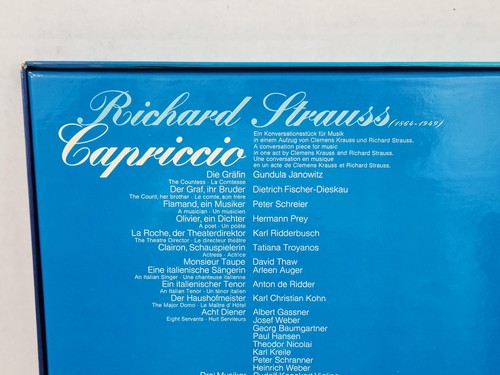 Richard Strauss (1864-1949)
Capriccio
Ein Konversationsstück für Musik
in einem Aufzug von Clemens Krauss und Richard Strauss.
A conversation piece for music
in one act by Clemens Krauss and Richard Strauss.
Une conversation en musique
en un acte de Clemens Krauss et Richard Strauss.
Die Gräfin Gundula Janowitz
The Countess - La Comtesse
Der Graf, ihr Bruder Dietrich Fischer-Dieskau
The Count, her brother - Le comte, son frère
Flamand, ein Musiker Peter Schreier
A musician - Un musicien
Olivier, ein Dichter Hermann Prey
A poet - Un poète
La Roche, der Theaterdirektor Karl Ridderbusch
The Theatre Director - Le directeur théâtre
Clairon, Schauspielerin Tatiana Troyanos
Actress - Actrice
Monsieur Taupe David Thaw
Eine italienische Sängerin Arleen Auger
An Italian Singer - Une chanteuse italienne
Ein italienischer Tenor Anton de Ridder
An Italian Tenor - Un ténor italien
Der Haushofmeister Karl Christian Kohn
The Major Domo - Le Maître d'Hôtel
Acht Diener Albert Gassner
Eight Servants - Huit Serviteurs Josef Weber
Georg Baumgartner
Paul Hansen
Theodor Nicolai
Karl Kreile
Peter Schranner
Heinrich Weber
Drei Musiker